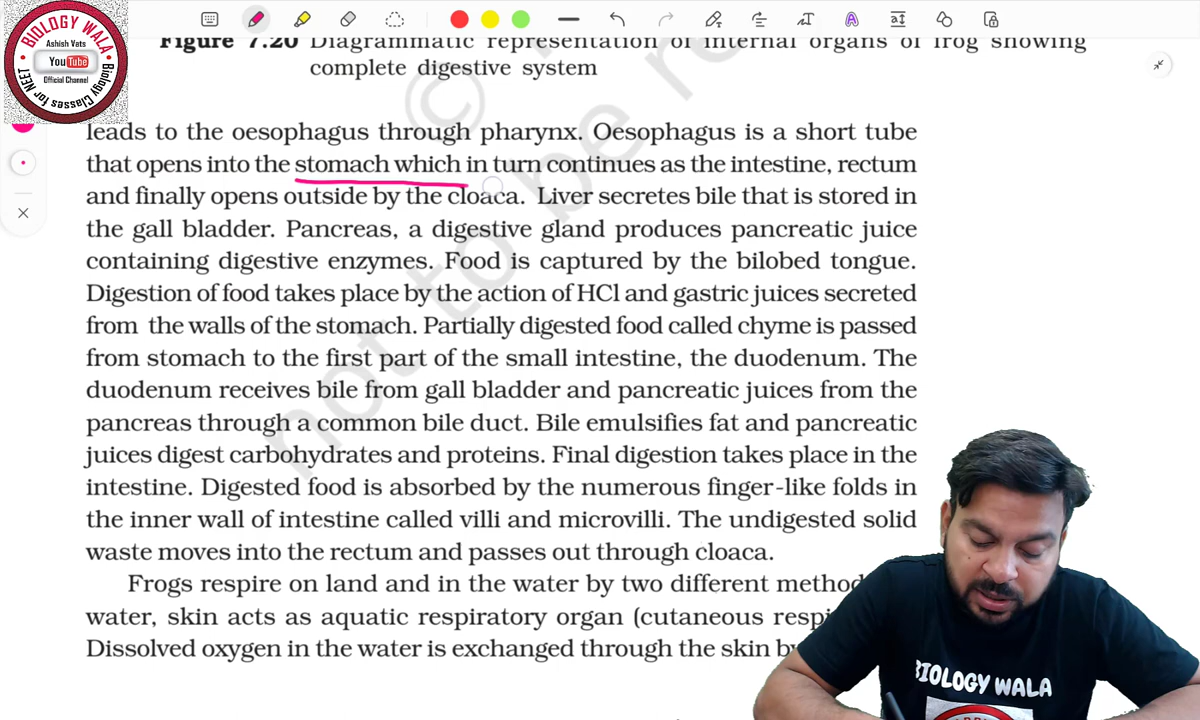 BIOLOGY WALA
Ashish Vats
YouTube
Official Channel
Biology Classes for NEET
Figure 7.20 Diagrammatic representation of internal organs of frog showing
complete digestive system
leads to the oesophagus through pharynx. Oesophagus is a short tube
that opens into the stomach which in turn continues as the intestine, rectum
and finally opens outside by the cloaca. Liver secretes bile that is stored in
the gall bladder. Pancreas, a digestive gland produces pancreatic juice
containing digestive enzymes. Food is captured by the bilobed tongue.
Digestion of food takes place by the action of HCl and gastric juices secreted
from the walls of the stomach. Partially digested food called chyme is passed
from stomach to the first part of the small intestine, the duodenum. The
duodenum receives bile from gall bladder and pancreatic juices from the
pancreas through a common bile duct. Bile emulsifies fat and pancreatic
juices digest carbohydrates and proteins. Final digestion takes place in the
intestine. Digested food is absorbed by the numerous finger-like folds in
the inner wall of intestine called villi and microvilli. The undigested solid
waste moves into the rectum and passes out through cloaca.
Frogs respire on land and in the water by two different
water, skin acts as aquatic respiratory organ (cutaneous
Dissolved oxygen in the water is exchanged through the skin
© not to be
BIOLOGY WALA